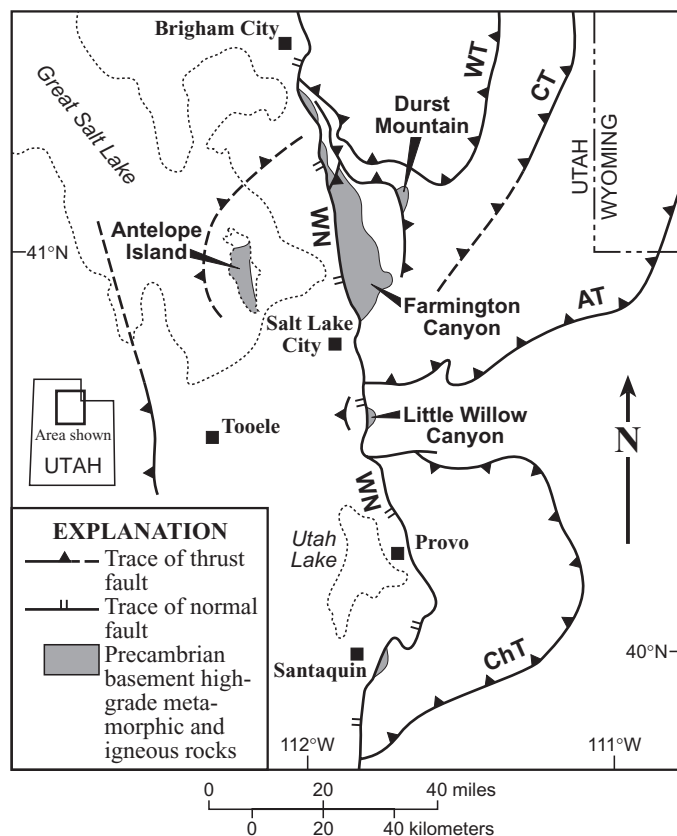 Brigham City
Great Salt Lake
WT
CT
Durst
Mountain
UTAH
WYOMING
41°N
Antelope
Island
WN
Farmington
Canyon
AT
Salt Lake
City
Area shown
UTAH
Tooele
Little Willow
Canyon
N
WN
EXPLANATION
Trace of thrust
fault
Trace of normal
fault
Precambrian
basement high-
grade meta-
morphic and
igneous rocks
Utah
Lake
Provo
Santaquin
ChT
40°N
112°W
111°W
0 20 40 miles
0 20 40 kilometers